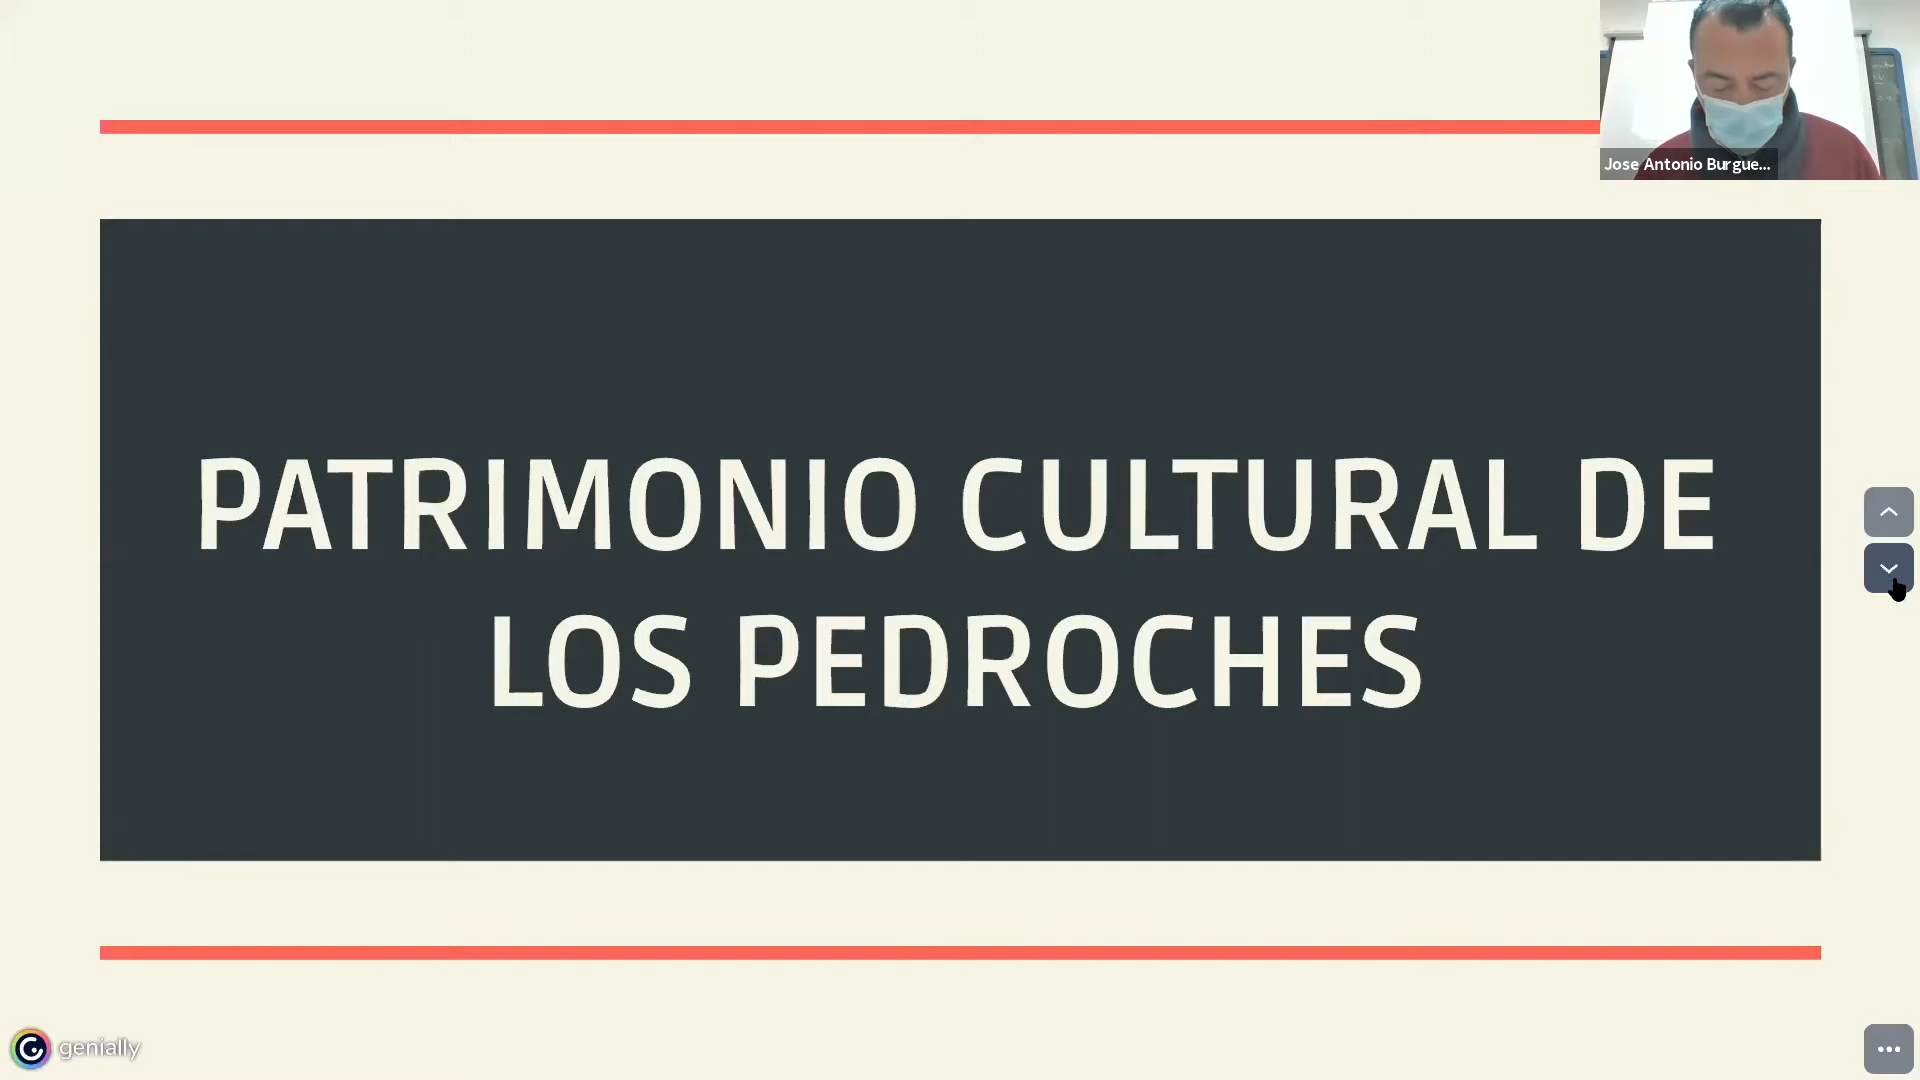 Jose Antonio Burgue...
PATRIMONIO CULTURAL DE
LOS PEDROCHES
genially